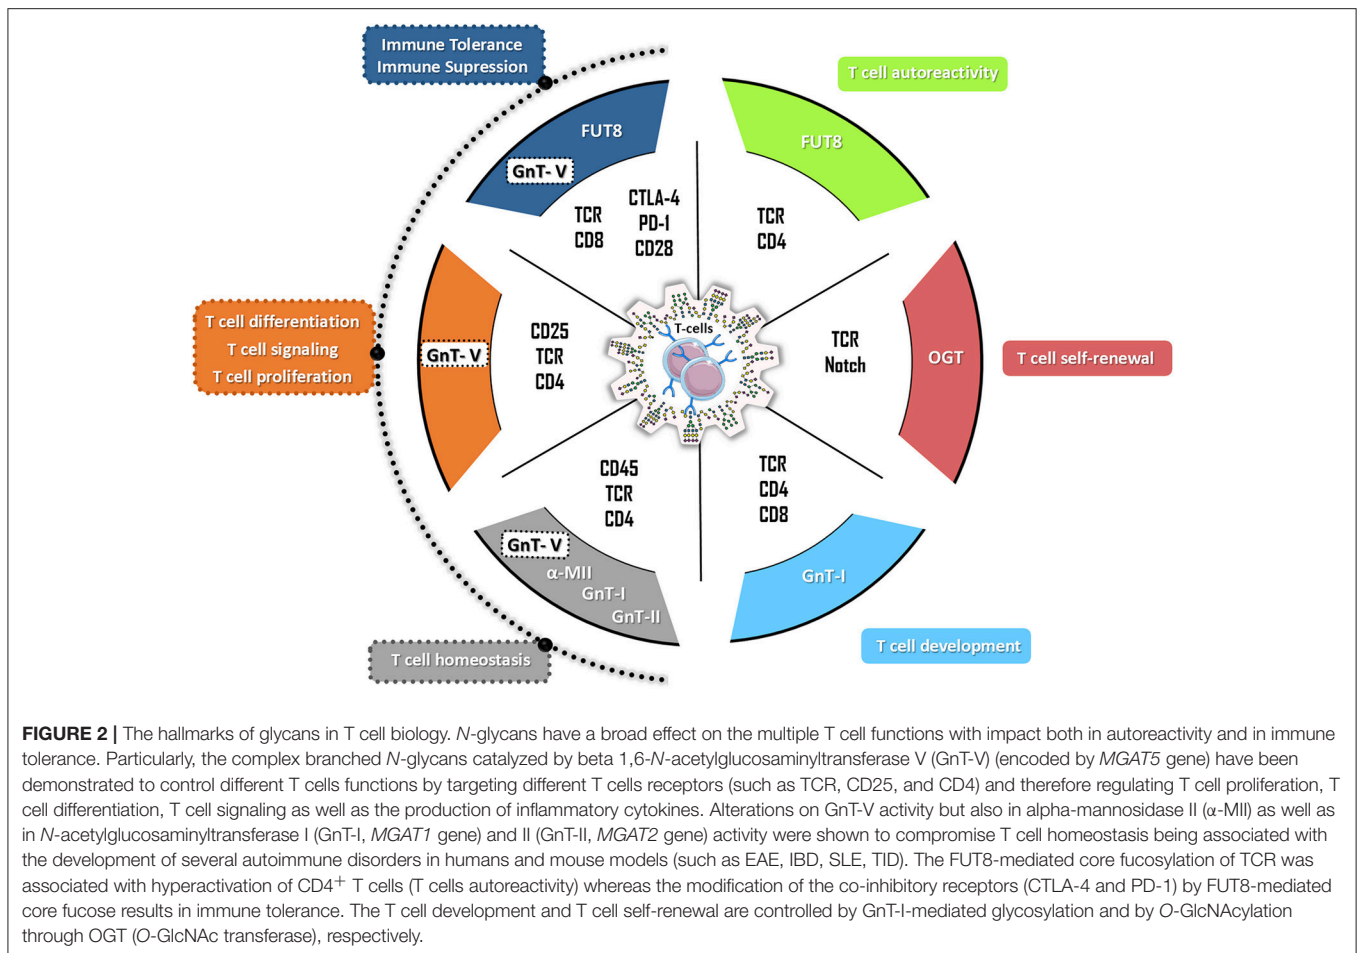 Immune Tolerance
Immune Supression
T cell autoreactivity
FUT8
GnT- V
FUT8
CTLA-4
PD-1
CD28
TCR
CD8
TCR
CD4
T cell differentiation
T cell signaling
T cell proliferation
GnT- V
CD25
TCR
CD4
T-cells
TCR
Notch
OGT
T cell self-renewal
CD45
TCR
CD4
TCR
CD4
CD8
GnT- V
α-MII
GnT-I
GnT-II
GnT-I
T cell homeostasis
T cell development
FIGURE 2 | The hallmarks of glycans in T cell biology. N-glycans have a broad effect on the multiple T cell functions with impact both in autoreactivity and in immune
tolerance. Particularly, the complex branched N-glycans catalyzed by beta 1,6-N-acetylglucosaminyltransferase V (GnT-V) (encoded by MGAT5 gene) have been
demonstrated to control different T cells functions by targeting different T cells receptors (such as TCR, CD25, and CD4) and therefore regulating T cell proliferation, T
cell differentiation, T cell signaling as well as the production of inflammatory cytokines. Alterations on GnT-V activity but also in alpha-mannosidase II (α-MII) as well as
in N-acetylglucosaminyltransferase I (GnT-I, MGAT1 gene) and II (GnT-II, MGAT2 gene) activity were shown to compromise T cell homeostasis being associated with
the development of several autoimmune disorders in humans and mouse models (such as EAE, IBD, SLE, TID). The FUT8-mediated core fucosylation of TCR was
associated with hyperactivation of CD4⁺ T cells (T cells autoreactivity) whereas the modification of the co-inhibitory receptors (CTLA-4 and PD-1) by FUT8-mediated
core fucose results in immune tolerance. The T cell development and T cell self-renewal are controlled by GnT-I-mediated glycosylation and by O-GlcNAcylation
through OGT (O-GlcNAc transferase), respectively.